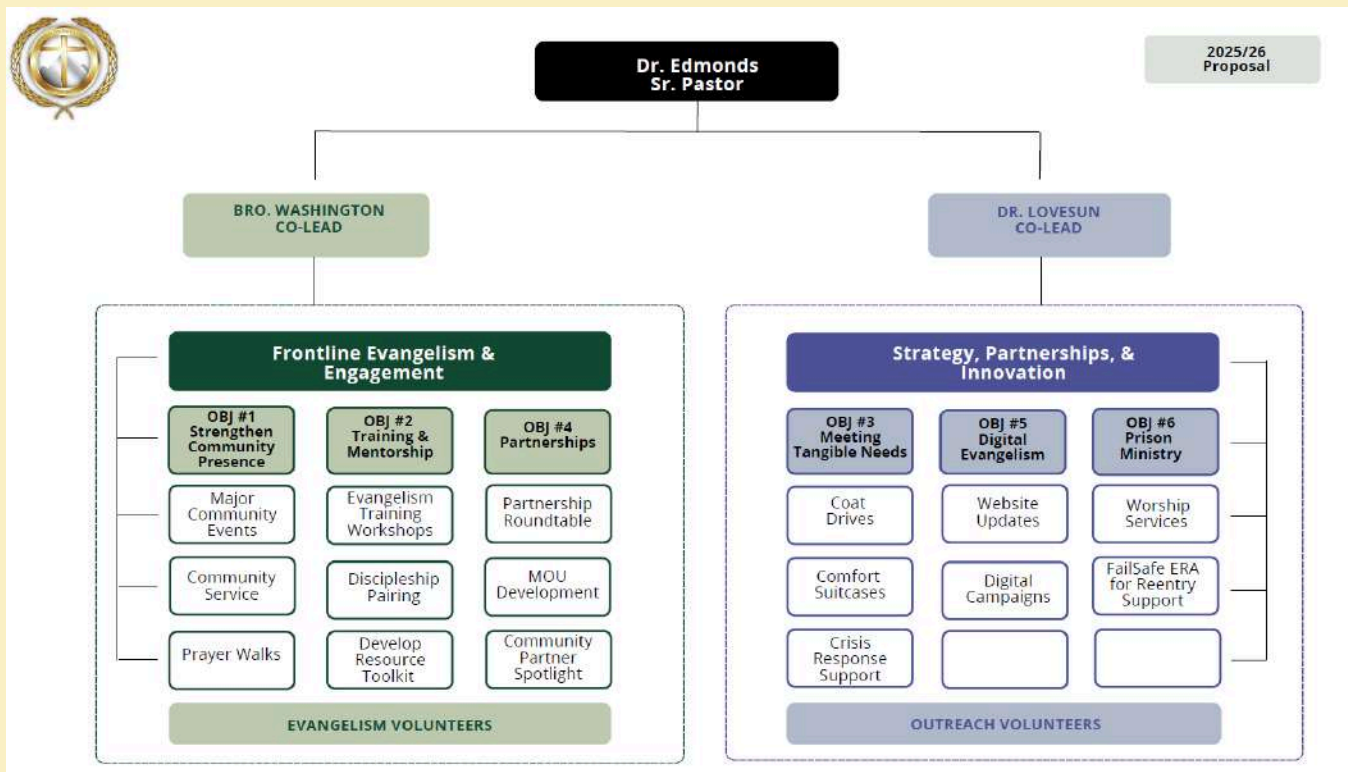 Dr. Edmonds
Sr. Pastor
2025/26
Proposal
BRO. WASHINGTON
CO-LEAD
DR. LOVESUN
CO-LEAD
Frontline Evangelism &
Engagement
OBJ #1
Strengthen
Community
Presence
OBJ #2
Training &
Mentorship
OBJ #4
Partnerships
Major
Community
Events
Evangelism
Training
Workshops
Partnership
Roundtable
Community
Service
Discipleship
Pairing
MOU
Development
Prayer Walks
Develop
Resource
Toolkit
Community
Partner
Spotlight
EVANGELISM VOLUNTEERS
Strategy, Partnerships, &
Innovation
OBJ #3
Meeting
Tangible Needs
OBJ #5
Digital
Evangelism
OBJ #6
Prison
Ministry
Coat
Drives
Website
Updates
Worship
Services
Comfort
Suitcases
Digital
Campaigns
FailSafe ERA
for Reentry
Support
Crisis
Response
Support
OUTREACH VOLUNTEERS